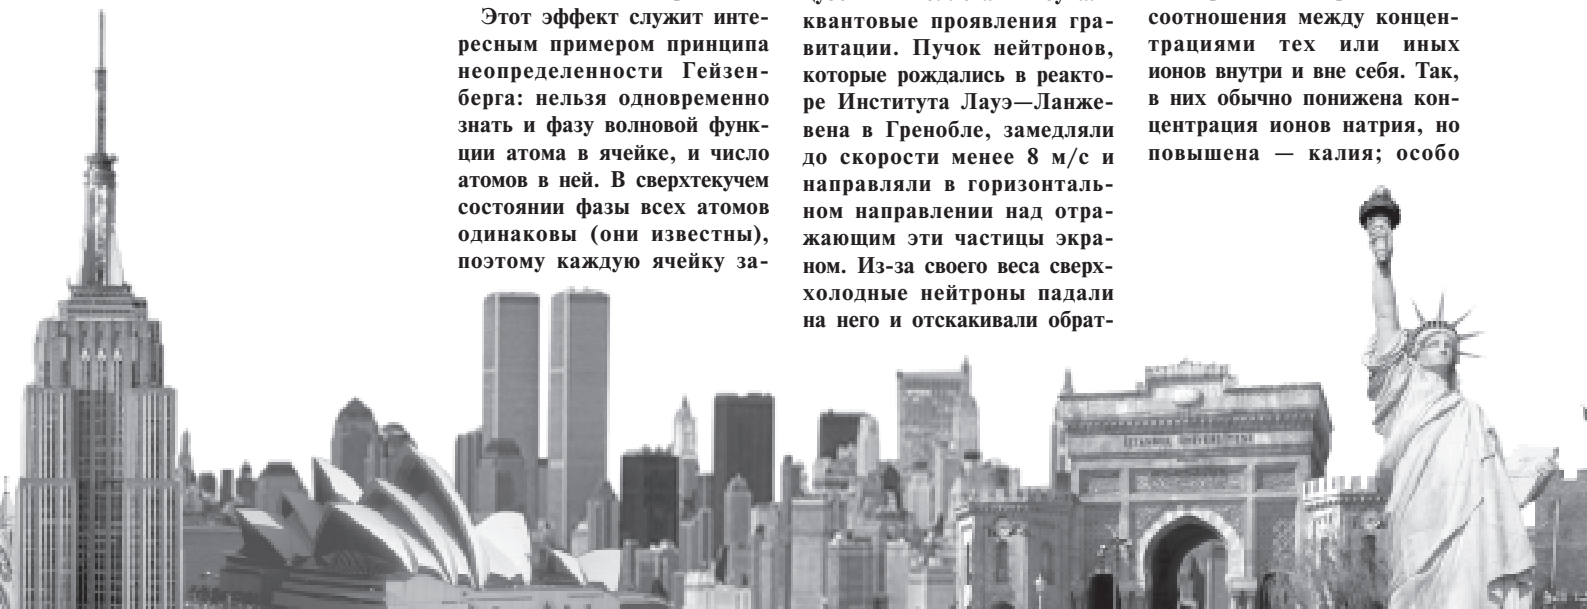 Этот эффект служит инте-
ресным примером принципа
неопределенности Гейзен-
берга: нельзя одновременно
знать и фазу волновой функ-
ции атома в ячейке, и число
атомов в ней. В сверхтекучем
состоянии фазы всех атомов
одинаковы (они известны),
поэтому каждую ячейку за-
квантовые проявления гра-
витации. Пучок нейтронов,
которые рождались в реакто-
ре Института Лауэ—Ланже-
вена в Гренобле, замедляли
до скорости менее 8 м/с и
направляли в горизонталь-
ном направлении над отра-
жающим эти частицы экра-
ном. Из-за своего веса сверх-
холодные нейтроны падали
на него и отскакивали обрат-
соотношения между концен-
трациями тех или иных
ионов внутри и вне себя. Так,
в них обычно понижена кон-
центрация ионов натрия, но
повышена — калия; особо